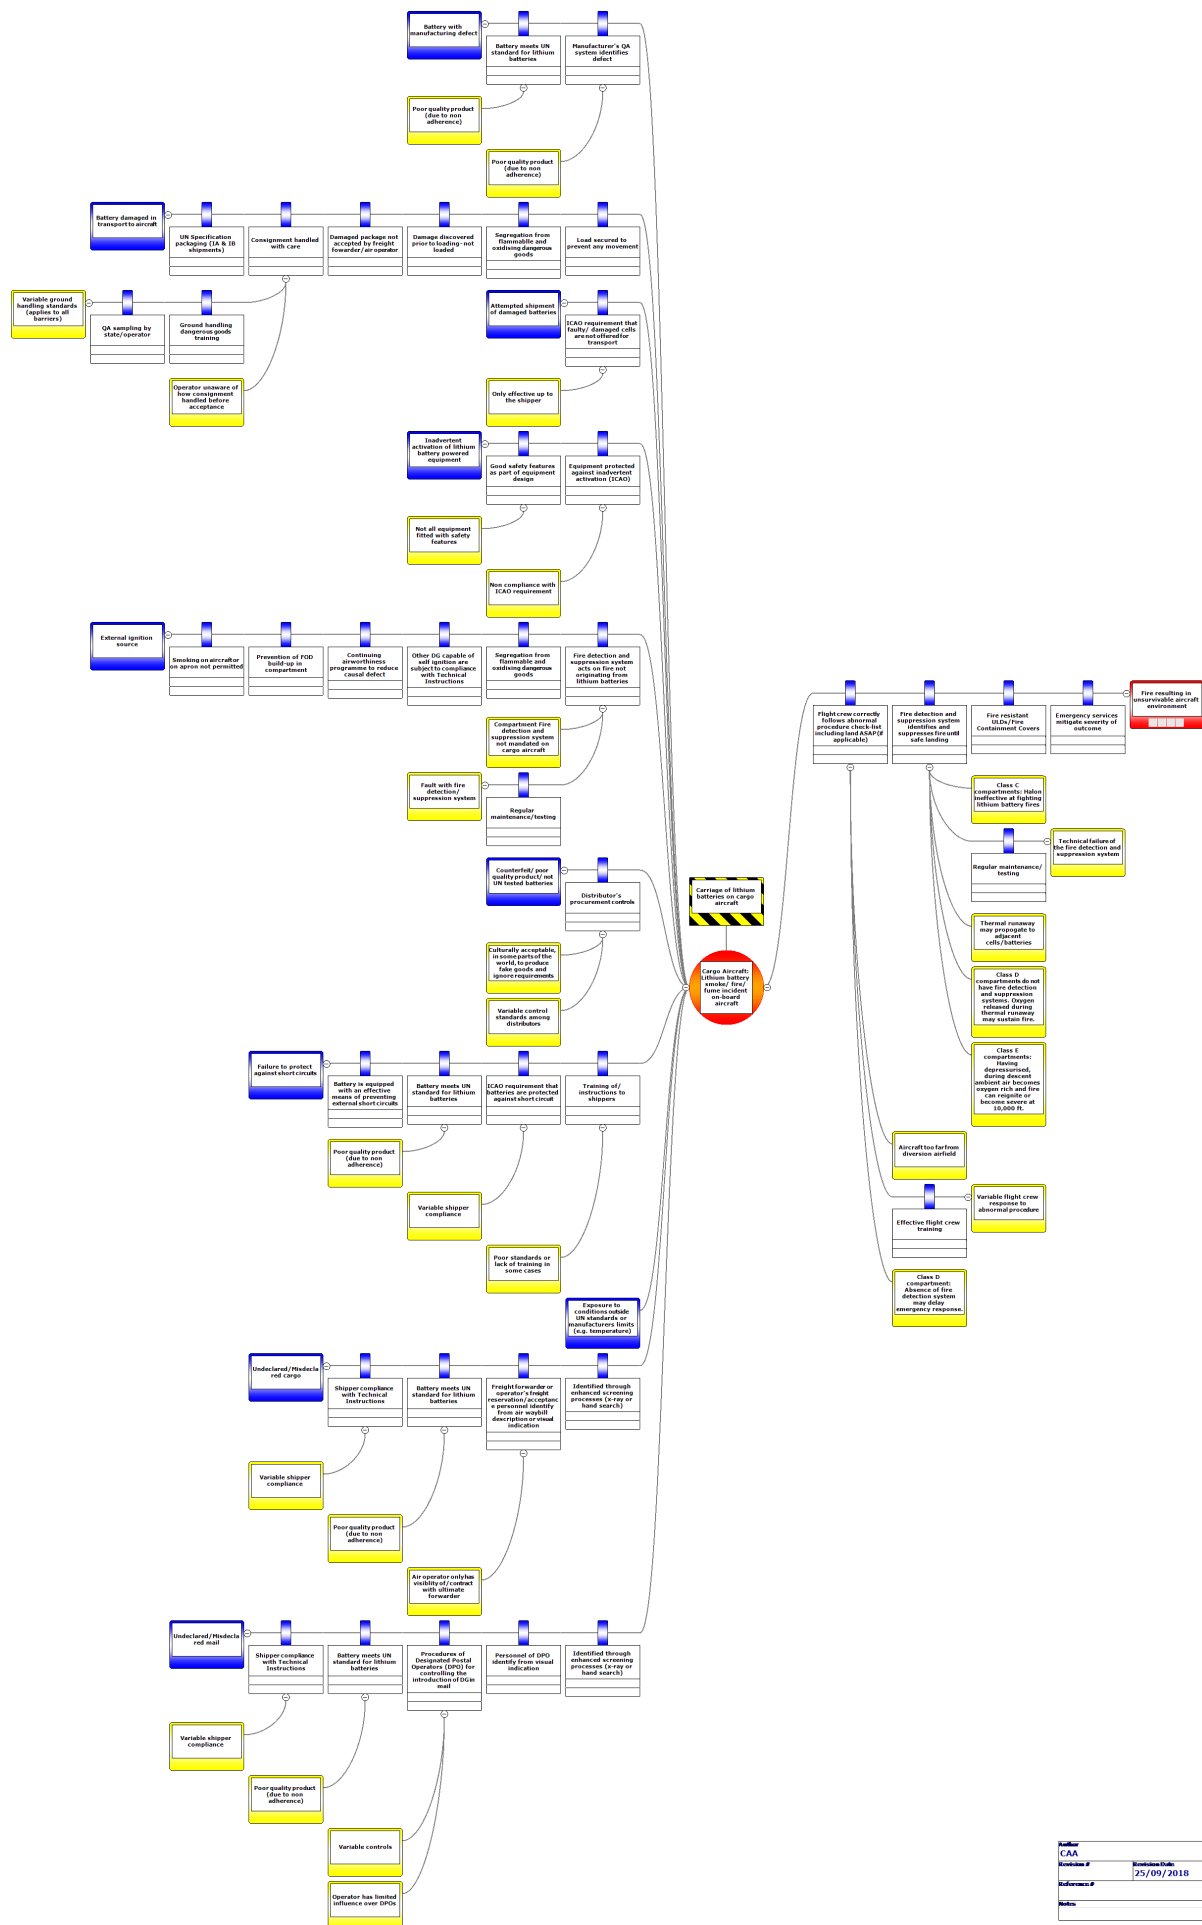 Battery with
manufacturing defect
Battery meets UN
standard for lithium
batteries
Manufacturer's QA
system identifies
defect
Poor quality product
(due to non
adherence)
Poor quality product
(due to non
adherence)
Battery damaged in
transport to aircraft
UN Specification
packaging (IA & IB
shipments)
Consignment handled
with care
Damaged package not
accepted by freight
fowarder/air operator
Damage discovered
prior to loading - not
loaded
Segregation from
flammablle and
oxidising dangerous
goods
Load secured to
prevent any movement
Variable ground
handling standards
(applies to all
barriers)
QA sampling by
state/operator
Ground handling
dangerous goods
training
Operator unaware of
how consignment
handled before
acceptance
Attempted shipment
of damaged batteries
ICAO requirement that
faulty/ damaged cells
are not offered for
transport
Only effective up to
the shipper
Inadvertent
activation of lithium
battery powered
equipment
Good safety features
as part of equipment
design
Equipment protected
against inadvertent
activation (ICAO)
Not all equipment
fitted with safety
features
Non compliance with
ICAO requirement
External ignition
source
Smoking on aircraft or
on apron not permitted
Prevention of FOD
build-up in
compartment
Continuing
airworthiness
programme to reduce
causal defect
Other DG capable of
self ignition are
subject to compliance
with Technical
Instructions
Segregation from
flammable and
oxidising dangerous
goods
Fire detection and
suppression system
acts on fire not
originating from
lithium batteries
Compartment Fire
detection and
suppression system
not mandated on
cargo aircraft
Fault with fire
detection/
suppression system
Regular
maintenance/testing
Counterfeit/ poor
quality product/ not
UN tested batteries
Distributor's
procurement controls
Culturally acceptable,
in some parts of the
world, to produce
fake goods and
ignore requirements
Variable control
standards among
distributors
Failure to protect
against short circuits
Battery is equipped
with an effective
means of preventing
external short circuits
Battery meets UN
standard for lithium
batteries
ICAO requirement that
batteries are protected
against short circuit
Training of/
instructions to
shippers
Poor quality product
(due to non
adherence)
Variable shipper
compliance
Poor standards or
lack of training in
some cases
Exposure to
conditions outside
UN standards or
manufacturers limits
(e.g. temperature)
Undeclared/Misdecla
red cargo
Shipper compliance
with Technical
Instructions
Battery meets UN
standard for lithium
batteries
Freight forwarder or
operator's freight
reservation/acceptanc
e personnel identify
from air waybill
description or visual
indication
Identified through
enhanced screening
processes (x-ray or
hand search)
Variable shipper
compliance
Poor quality product
(due to non
adherence)
Air operator only has
visiblity of/contract
with ultimate
forwarder
Undeclared/Misdecla
red mail
Shipper compliance
with Technical
Instructions
Battery meets UN
standard for lithium
batteries
Procedures of
Designated Postal
Operators (DPO) for
controlling the
introduction of DG in
mail
Personnel of DPO
identify from visual
indication
Identified through
enhanced screening
processes (x-ray or
hand search)
Variable shipper
compliance
Poor quality product
(due to non
adherence)
Variable controls
Operator has limited
influence over DPOs
Carriage of lithium
batteries on cargo
aircraft
Cargo Aircraft:
Lithium battery
smoke/ fire/
fume incident
on-board
aircraft
Flight crew correctly
follows abnormal
procedure check-list
including land ASAP (if
applicable)
Fire detection and
suppression system
identifies and
suppresses fire until
safe landing
Fire resistant
ULDs/Fire
Containment Covers
Emergency services
mitigate severity of
outcome
Fire resulting in
unsurvivable aircraft
environment
Class C
compartments: Halon
ineffective at fighting
lithium battery fires
Regular maintenance/
testing
Technical failure of
the fire detection and
suppression system
Thermal runaway
may propogate to
adjacent
cells/batteries
Class D
compartments do not
have fire detection
and suppression
systems. Oxygen
released during
thermal runaway
may sustain fire.
Class E
compartments:
Having
depressurised,
during descent
ambient air becomes
oxygen rich and fire
can reignite or
become severe at
10,000 ft.
Aircraft too far from
diversion airfield
Effective flight crew
training
Variable flight crew
response to
abnormal procedure
Class D
compartment:
Absence of fire
detection system
may delay
emergency response.
Author
CAA
Revision #
Revision Date
25/09/2018
Reference #
Notes